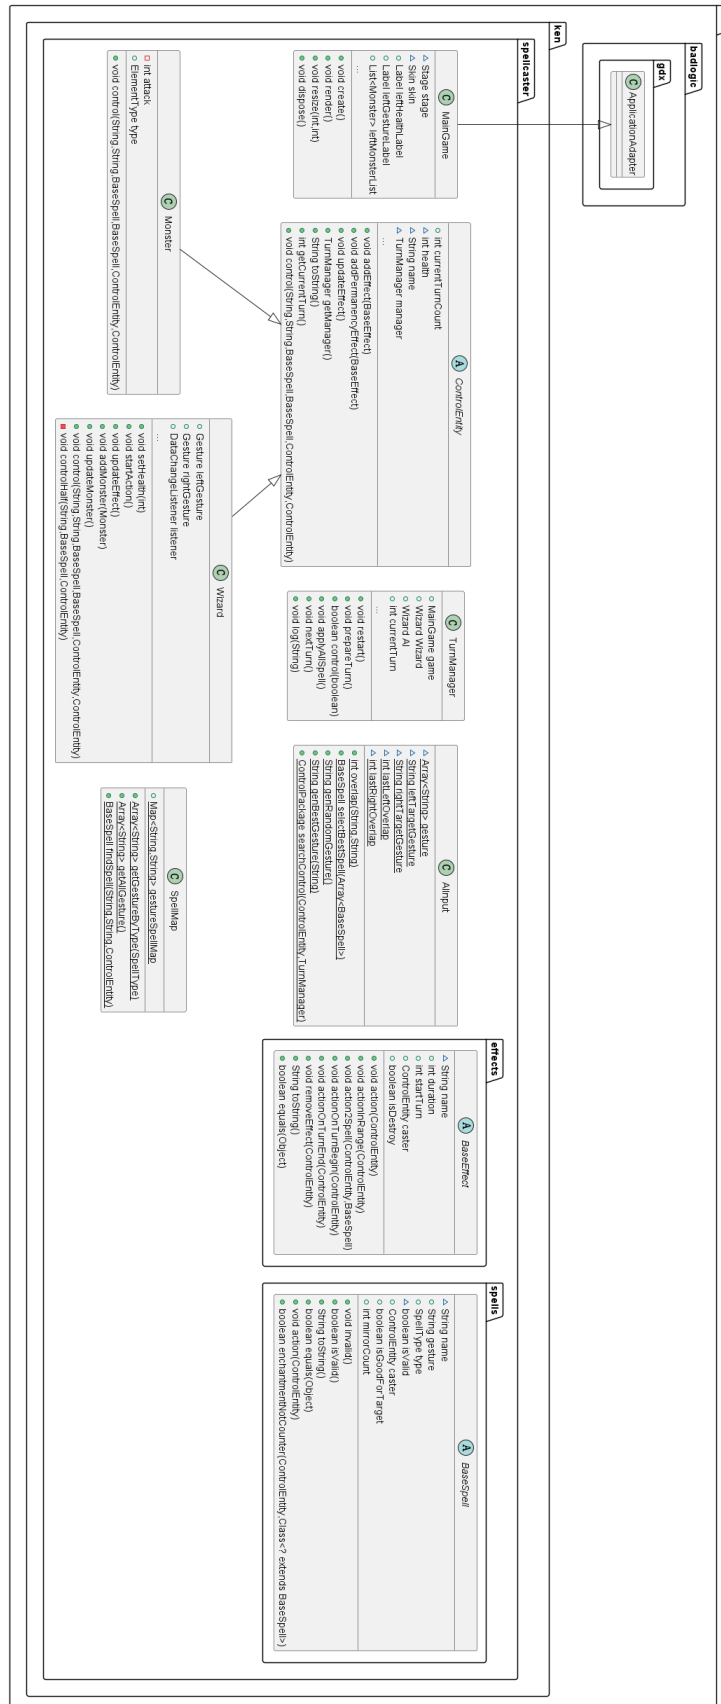 badlogic
gdx
C ApplicationAdapter
ken
spellcaster
C MainGame
Stage stage
Skin skin
Label leftHealthLabel
Label leftGestureLabel
List<Monster> leftMonsterList
...
void create()
void render()
void resize(int,int)
void dispose()
A ControlEntity
int currentTurnCount
int health
String name
TurnManager manager
...
void addEffect(BaseEffect)
void addPermanencyEffect(BaseEffect)
void updateEffect()
TurnManager getManager()
String toString()
int getCurrentTurn()
void control(String,String,BaseSpell,BaseSpell,ControlEntity,ControlEntity)
C TurnManager
MainGame game
Wizard Wizard
Wizard AI
int currentTurn
...
void restart()
void prepareTurn()
boolean control(boolean)
void applyAllSpell()
void nextTurn()
void log(String)
C AIInput
Array<String> gesture
String leftTargetGesture
String rightTargetGesture
int lastLeftOverlap
int lastRightOverlap
int overlap(String,String)
BaseSpell selectBestSpell(Array<BaseSpell>)
String genRandomGesture()
String genBestGesture(String)
ControlPackage searchControl(ControlEntity,TurnManager)
effects
A BaseEffect
String name
int duration
int startTurn
ControlEntity caster
boolean isDestroy
void action(ControlEntity)
void actionInRange(ControlEntity)
void action2Spell(ControlEntity,BaseSpell)
void actionOnTurnBegin(ControlEntity)
void actionOnTurnEnd(ControlEntity)
void removeEffect(ControlEntity)
String toString()
boolean equals(Object)
spells
A BaseSpell
String name
String gesture
SpellType type
boolean isValid
ControlEntity caster
boolean isGoodForTarget
int mirrorCount
void invalid()
boolean isValid()
String toString()
boolean equals(Object)
void action(ControlEntity)
boolean enchantmentNotCounter(ControlEntity,Class<? extends BaseSpell>)
C Monster
int attack
ElementType type
void control(String,String,BaseSpell,BaseSpell,ControlEntity,ControlEntity)
C Wizard
Gesture leftGesture
Gesture rightGesture
DataChangeListener listener
...
void setHealth(int)
void startAction()
void updateEffect()
void addMonster(Monster)
void updateMonster()
void control(String,String,BaseSpell,BaseSpell,ControlEntity,ControlEntity)
void controlHalf(String,BaseSpell,ControlEntity)
C SpellMap
Map<String,String> gestureSpellMap
Array<String> getGestureByType(SpellType)
Array<String> getAllGesture()
BaseSpell findSpell(String,String,ControlEntity)